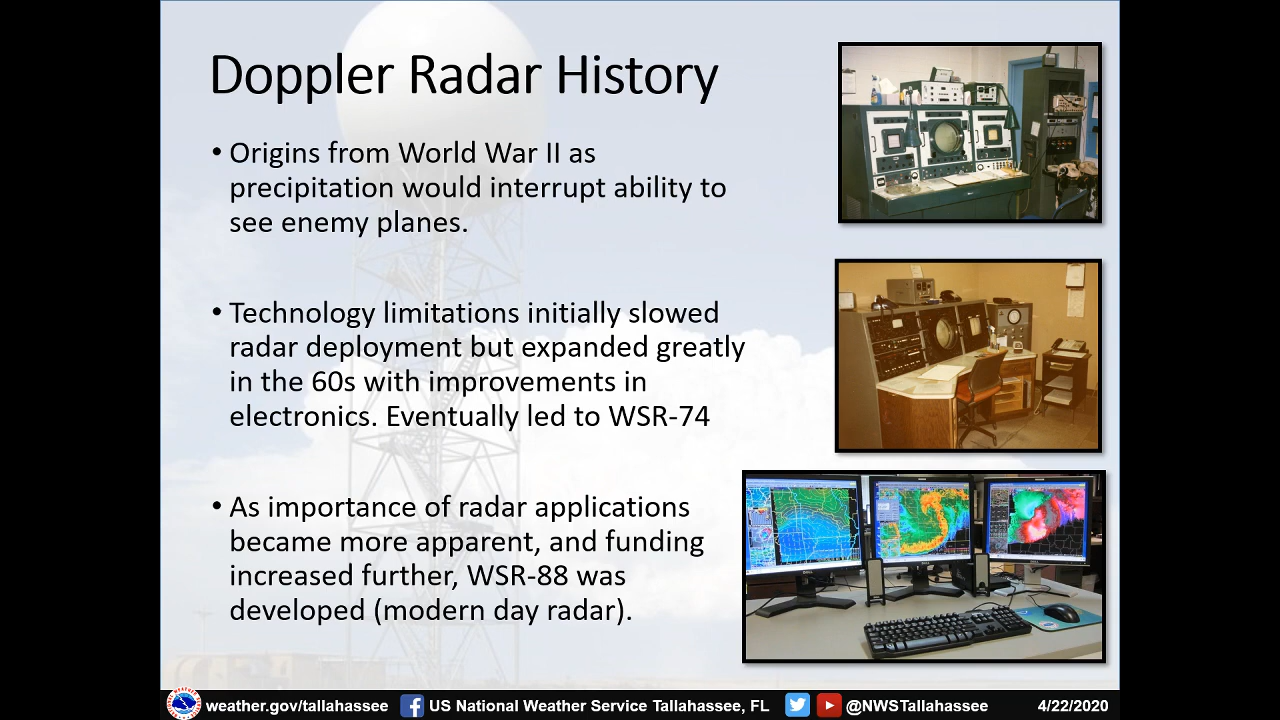 Doppler Radar History
• Origins from World War II as
precipitation would interrupt ability to
see enemy planes.
• Technology limitations initially slowed
radar deployment but expanded greatly
in the 60s with improvements in
electronics. Eventually led to WSR-74
• As importance of radar applications
became more apparent, and funding
increased further, WSR-88 was
developed (modern day radar).
weather.gov/tallahassee US National Weather Service Tallahassee, FL @NWSTallahassee 4/22/2020